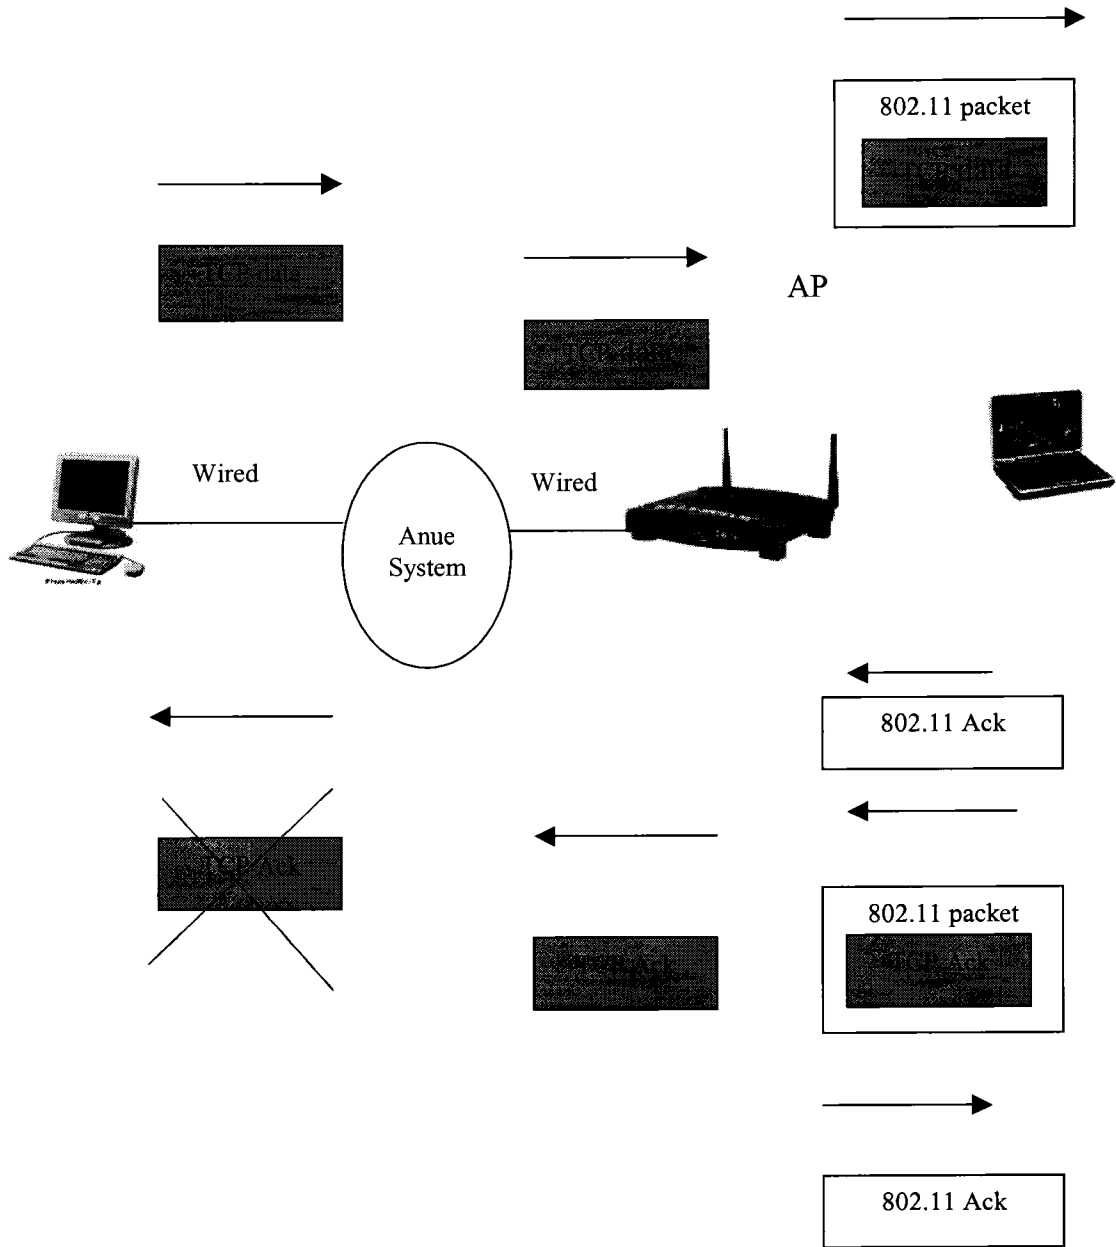 802.11 packet
TCP data
TCP data
TCP data
AP
Wired
Wired
Anue
System
802.11 Ack
TCP Ack
802.11 packet
TCP Ack
TCP Ack
802.11 Ack